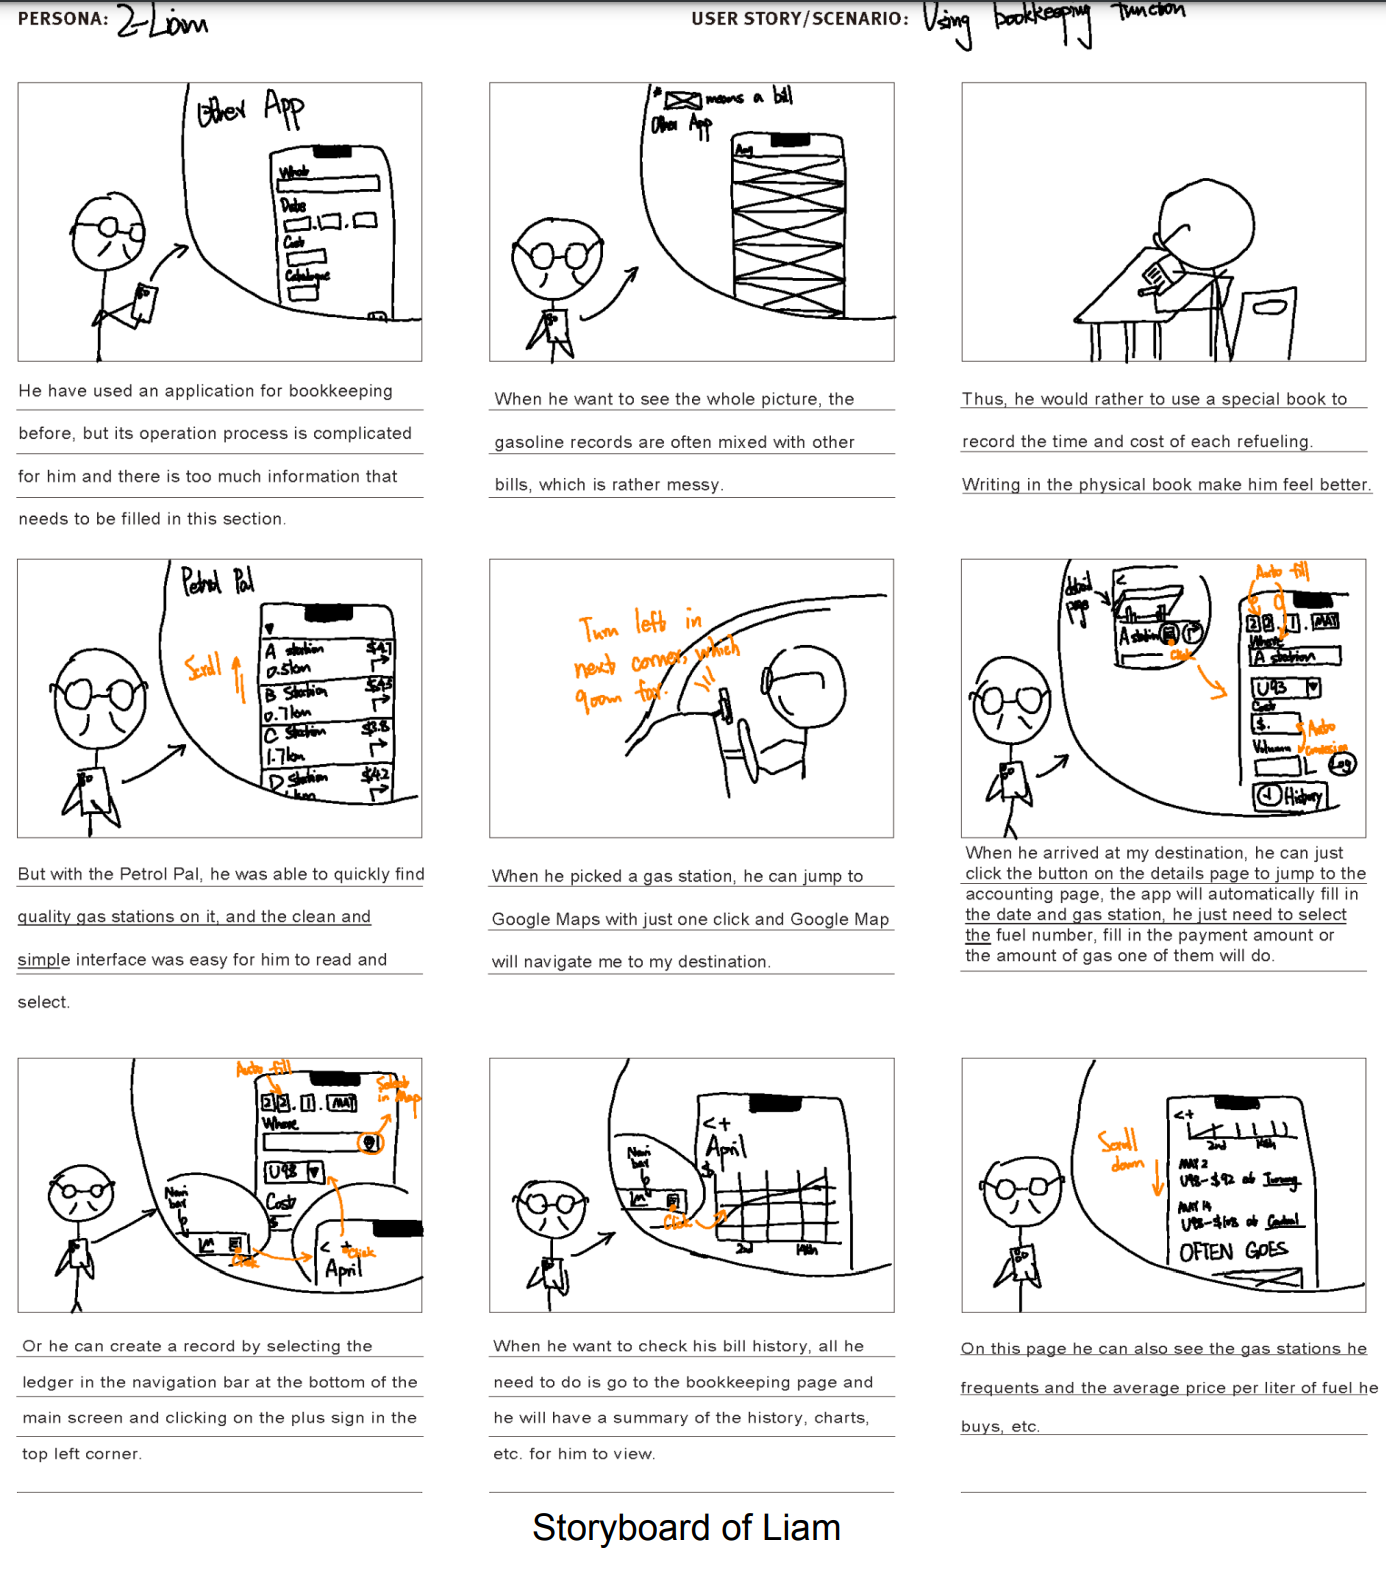 PERSONA: 2-Liam
USER STORY/SCENARIO: Using bookkeeping function
Other App
What
Date
Cost
Catalogue
* means a bill
Other App
Aug
He have used an application for bookkeeping
before, but its operation process is complicated
for him and there is too much information that
needs to be filled in this section.
When he want to see the whole picture, the
gasoline records are often mixed with other
bills, which is rather messy.
Thus, he would rather to use a special book to
record the time and cost of each refueling.
Writing in the physical book make him feel better.
Petrol Pal
Scroll
A station $4.7
0.5km
B Station $4.5
0.7km
C Station $3.8
1.7km
D Station $4.2
km
Turn left in
next corner, which
900m far.
detail
page
<
A station
Click
Auto fill
22.1.MAY
Where
A station
U93
Cost
$.
Auto
Conversion
Volumn
L
Log
History
But with the Petrol Pal, he was able to quickly find
quality gas stations on it, and the clean and
simple interface was easy for him to read and
select.
When he picked a gas station, he can jump to
Google Maps with just one click and Google Map
will navigate me to my destination.
When he arrived at my destination, he can just
click the button on the details page to jump to the
accounting page, the app will automatically fill in
the date and gas station, he just need to select
the fuel number, fill in the payment amount or
the amount of gas one of them will do.
Auto fill
Select
in Map
22.1.MAY
Where
U98
Cost
$
Navi
bar
Click
< +
Click
April
Navi
bar
Click
<+
April
$
2nd 14th
Scroll
down
<+
2nd 14th
MAY 2
U98-$92 at
MAY 14
U98-$108 at Central
OFTEN GOES
Or he can create a record by selecting the
ledger in the navigation bar at the bottom of the
main screen and clicking on the plus sign in the
top left corner.
When he want to check his bill history, all he
need to do is go to the bookkeeping page and
he will have a summary of the history, charts,
etc. for him to view.
On this page he can also see the gas stations he
frequents and the average price per liter of fuel he
buys, etc.
Storyboard of Liam